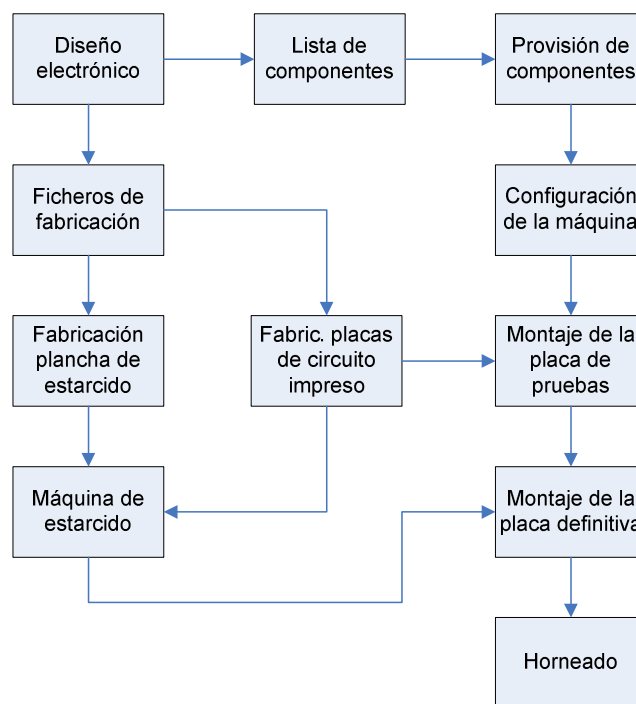 Diseño
electrónico
Lista de
componentes
Provisión de
componentes
Ficheros de
fabricación
Configuración
de la máquina
Fabricación
plancha de
estarcido
Fabric. placas
de circuito
impreso
Montaje de la
placa de
pruebas
Máquina de
estarcido
Montaje de la
placa definitiva
Horneado